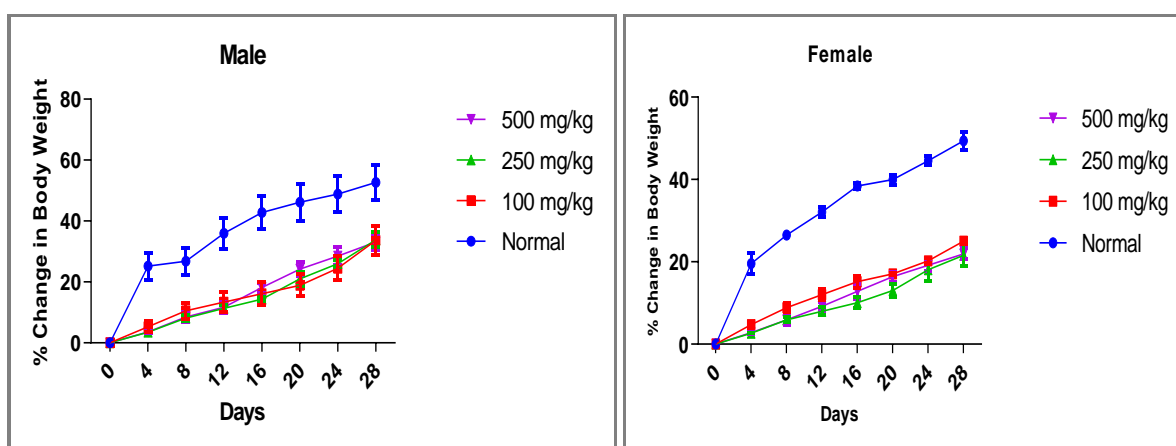 Male
% Change in Body Weight
80
60
40
20
0
0 4 8 12 16 20 24 28
Days
500 mg/kg
250 mg/kg
100 mg/kg
Normal
Female
% Change in Body Weight
60
40
20
0
0 4 8 12 16 20 24 28
Days
500 mg/kg
250 mg/kg
100 mg/kg
Normal